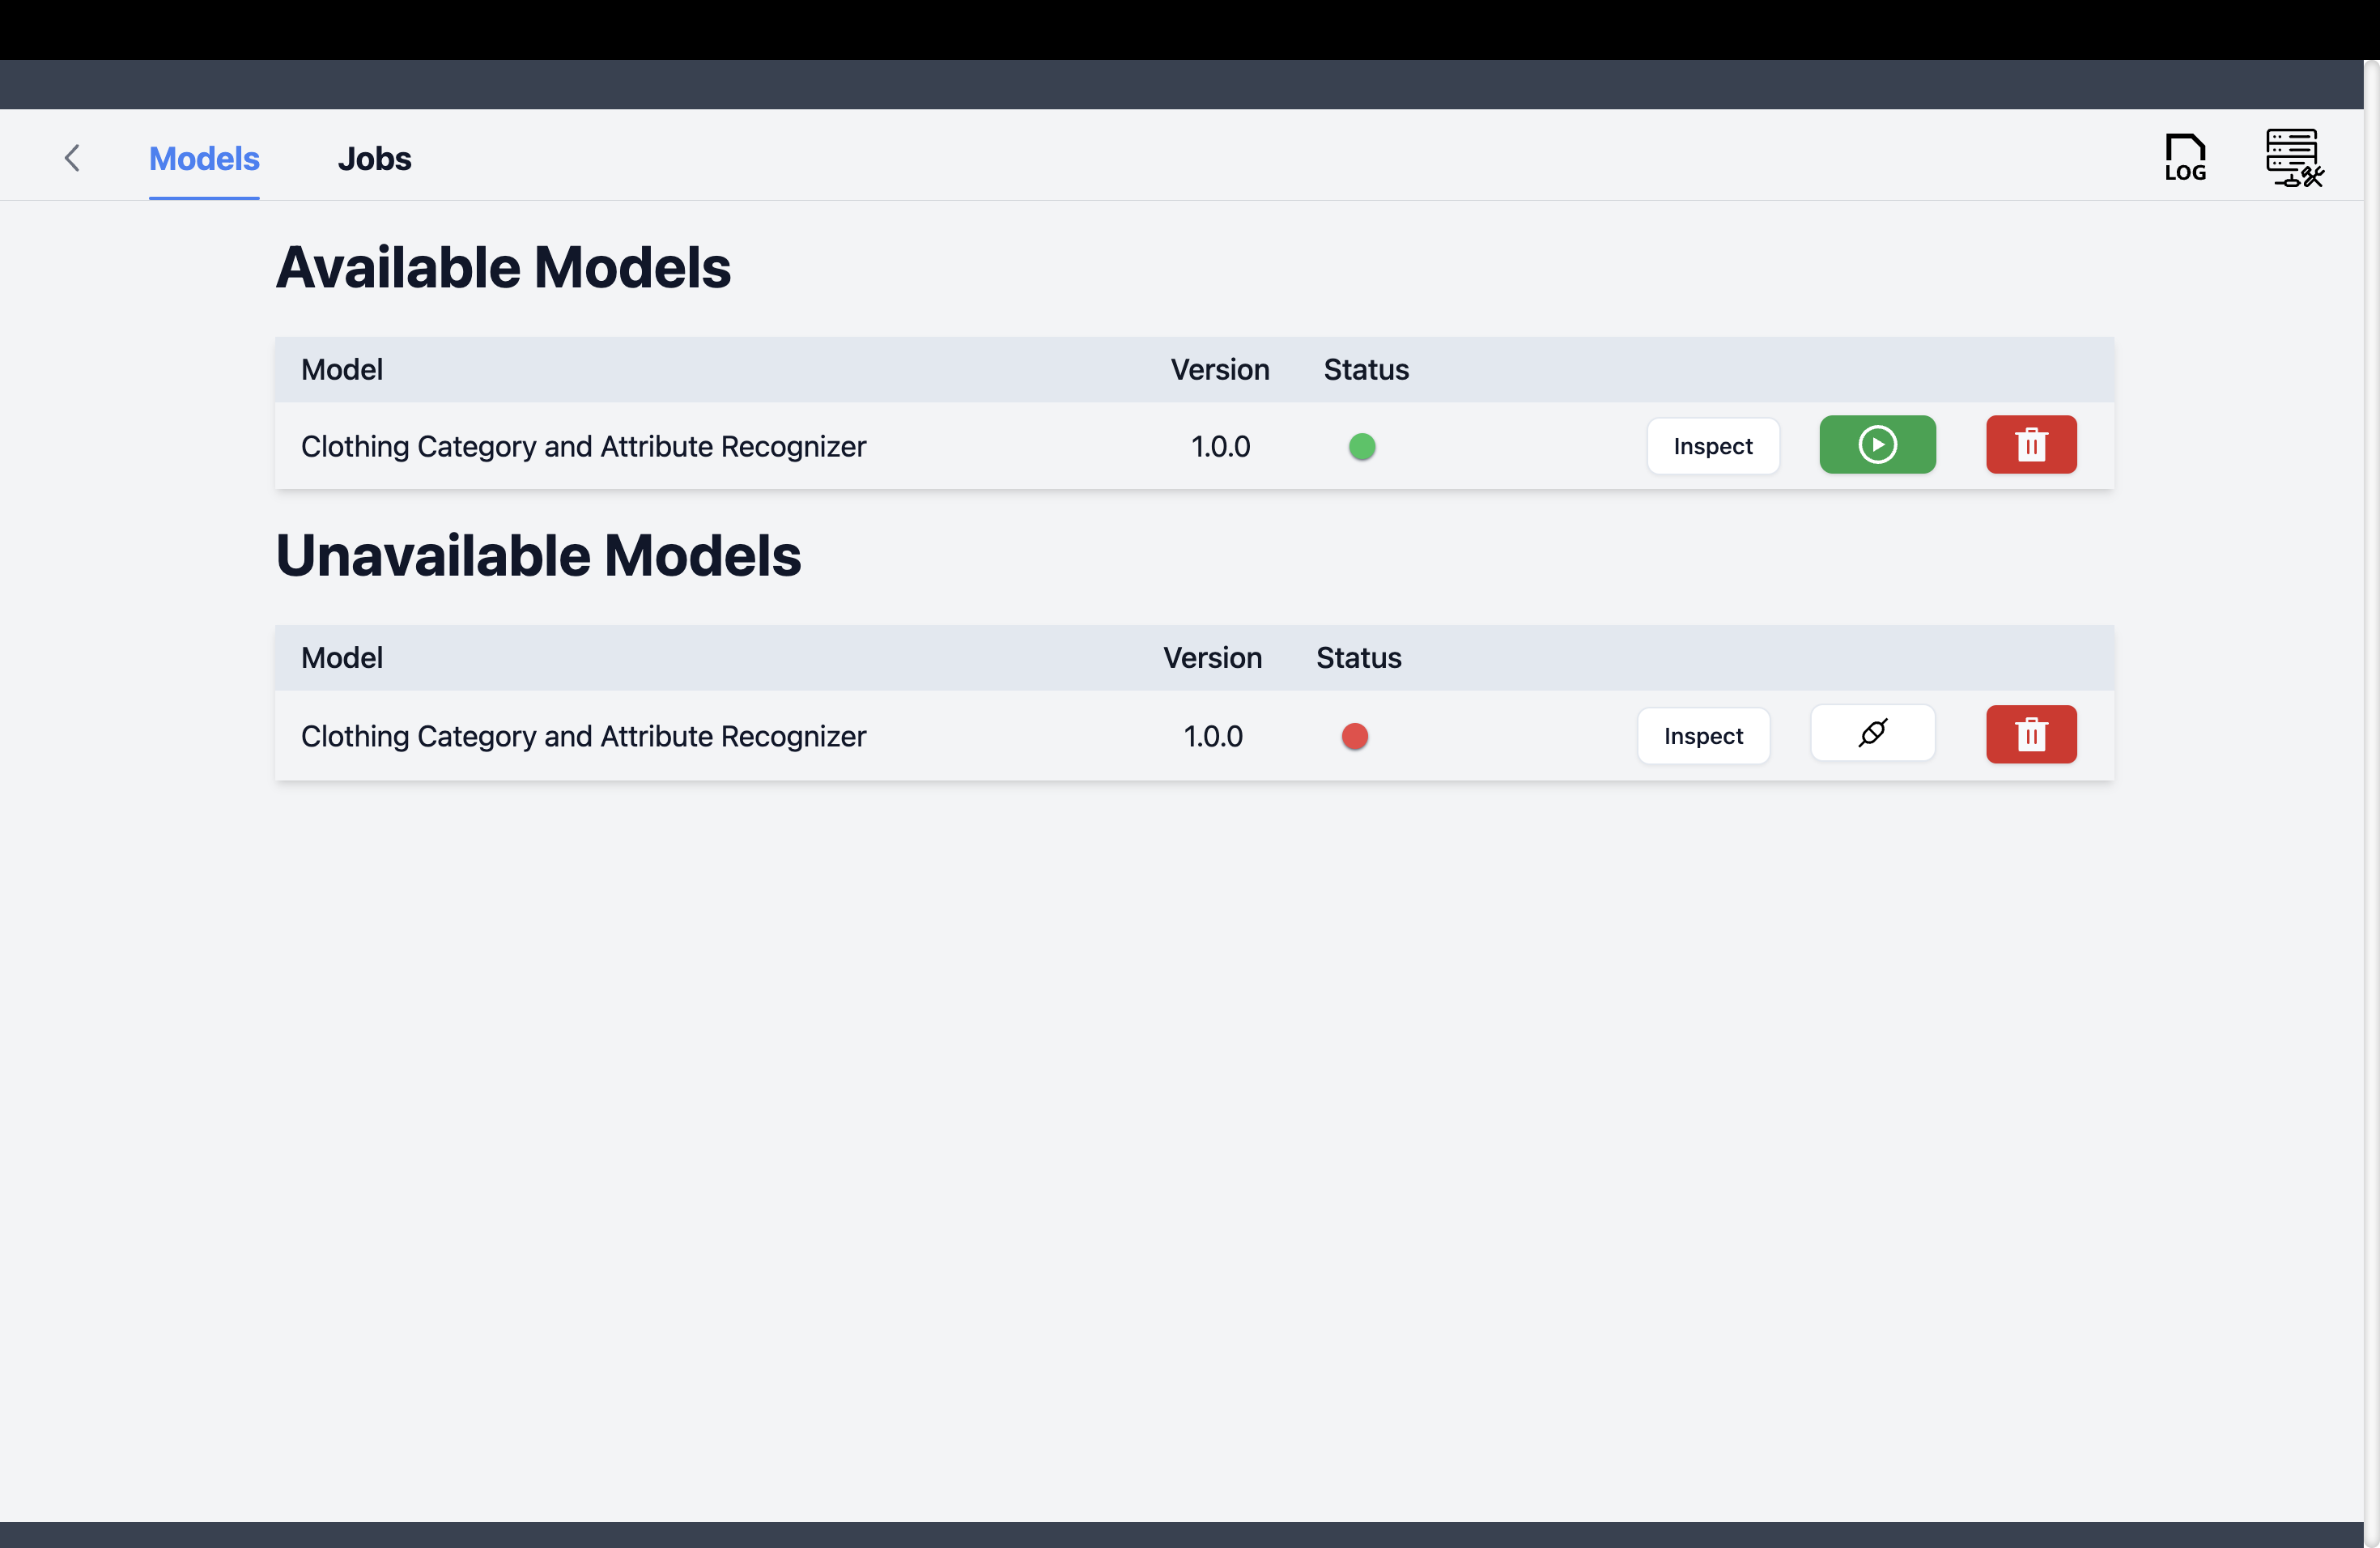 Models Jobs LOG
Available Models
Model Version Status
Clothing Category and Attribute Recognizer 1.0.0 Inspect
Unavailable Models
Model Version Status
Clothing Category and Attribute Recognizer 1.0.0 Inspect